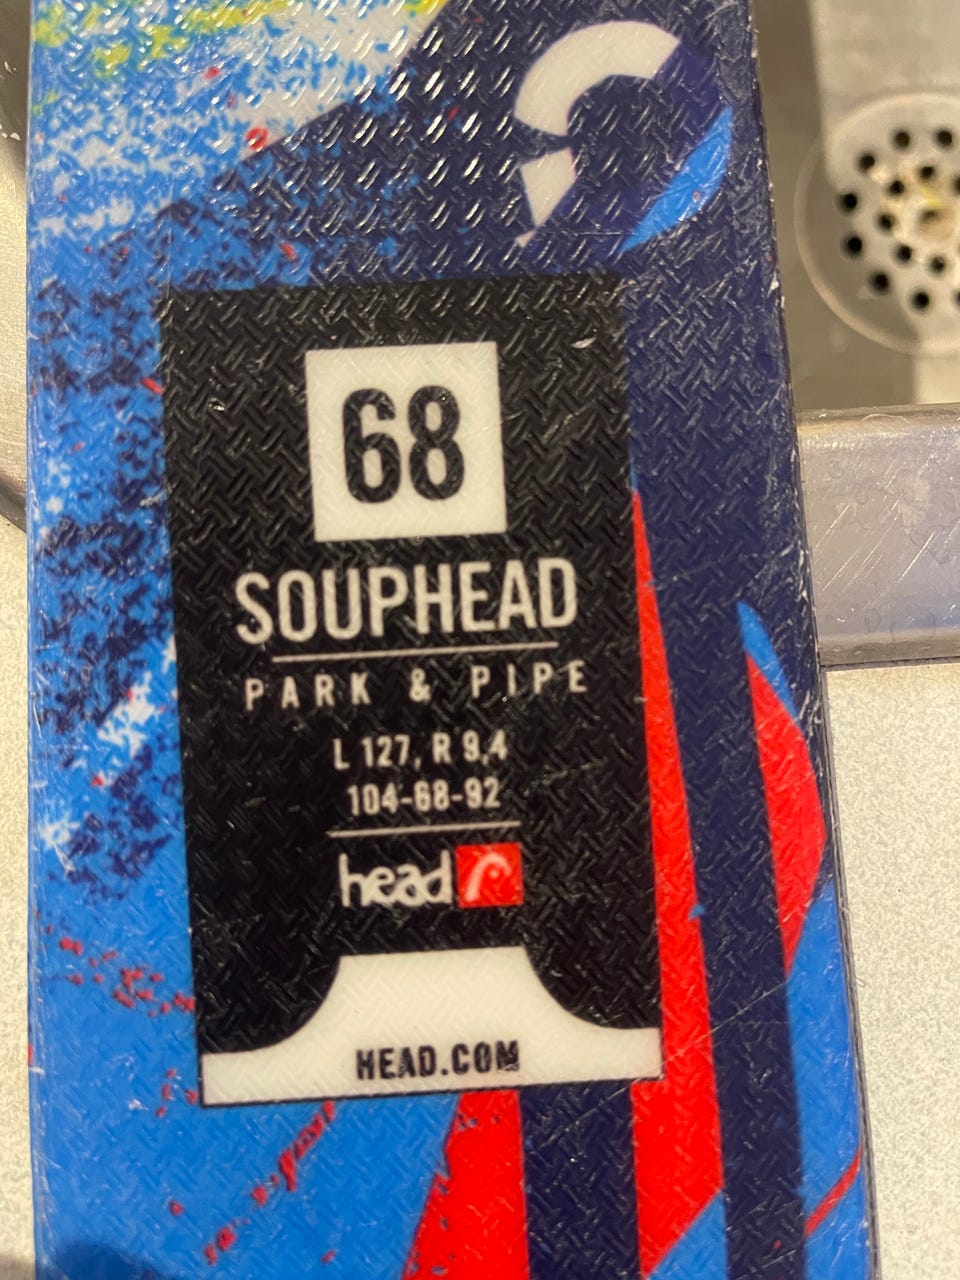 68
SOUPHEAD
PARK & PIPE
L 127, R 9,4
104-68-92
head
HEAD.COM